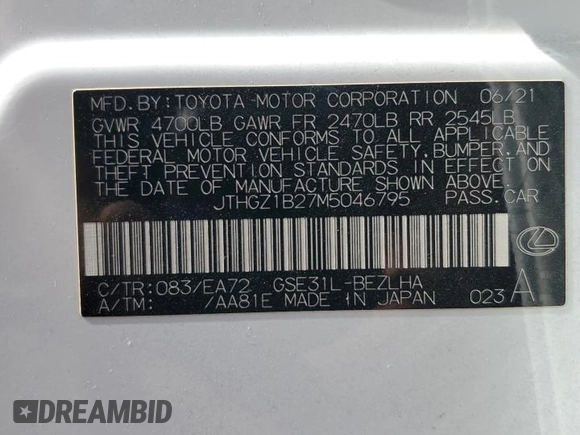 MFD.BY:TOYOTA MOTOR CORPORATION 06/21
GVWR 4700LB GAWR FR 2470LB RR 2545LB
THIS VEHICLE CONFORMS TO ALL APPLICABLE
FEDERAL MOTOR VEHICLE SAFETY,BUMPER,AND
THEFT PREVENTION STANDARDS IN EFFECT ON
THE DATE OF MANUFACTURE SHOWN ABOVE.
JTHGZ1B27M5046795 PASS.CAR
C/TR:083/EA72 GSE31L-BEZLHA
A/TM: /AA81E MADE IN JAPAN 023 A
DREAMBID